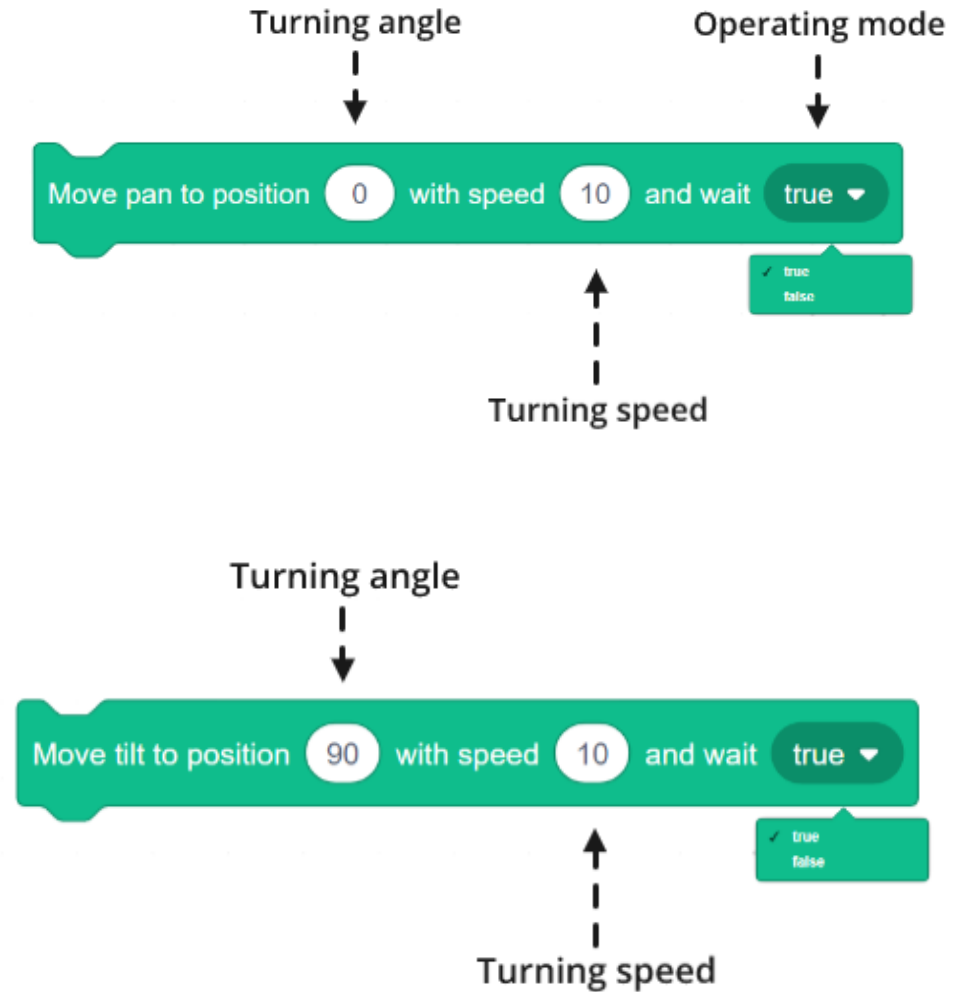 Turning angle
Operating mode
Move pan to position 0 with speed 10 and wait true
true
false
Turning speed
Turning angle
Move tilt to position 90 with speed 10 and wait true
true
false
Turning speed